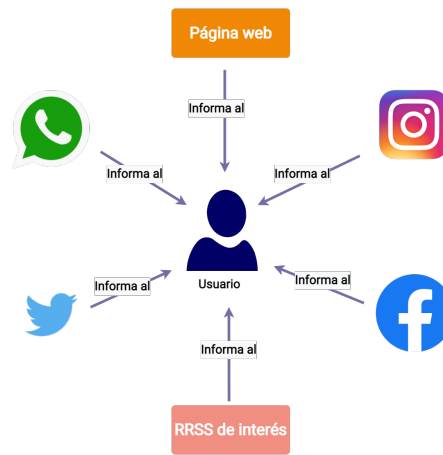 Página web
Informa al
Informa al
Informa al
Usuario
Informa al
Informa al
Informa al
RRSS de interés